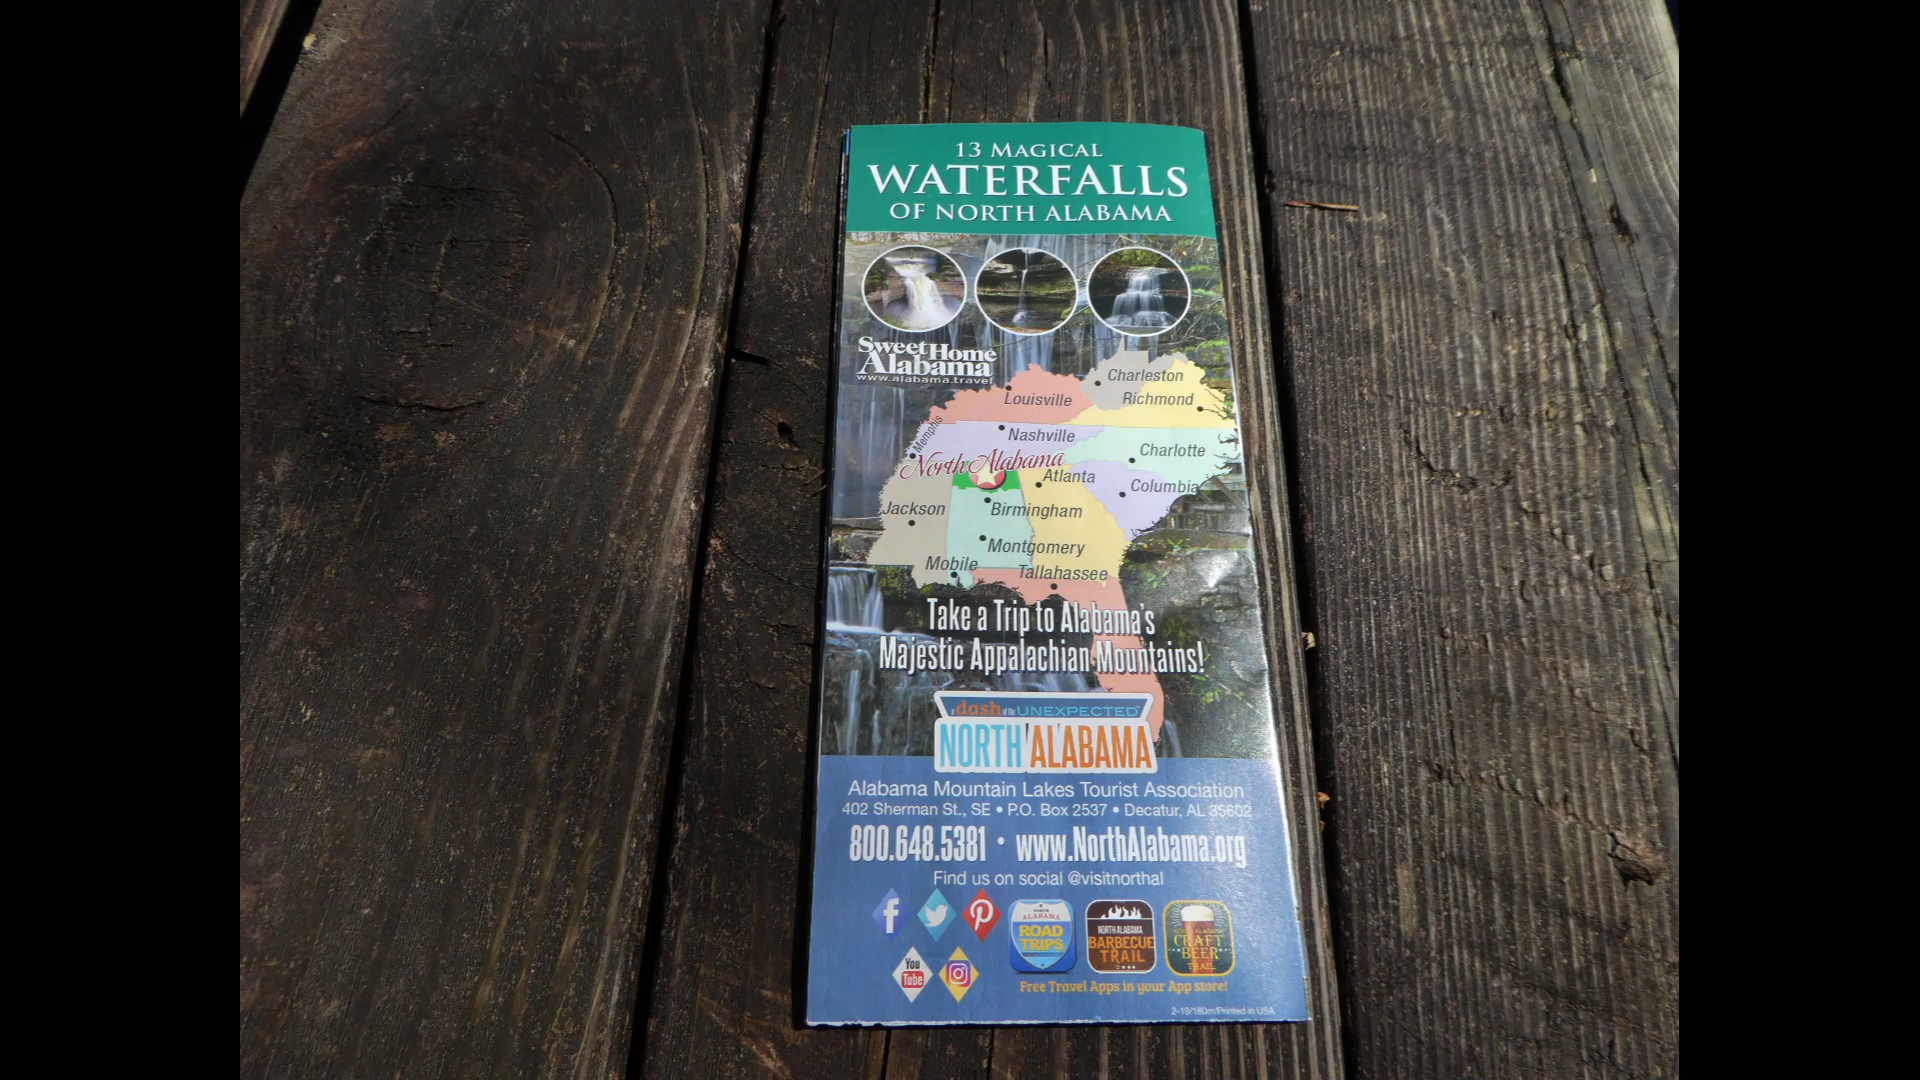 13 MAGICAL
WATERFALLS
OF NORTH ALABAMA
Sweet Home
Alabama
www.alabama.travel
Charleston
Louisville
Richmond
Memphis
Nashville
Charlotte
North Alabama
Atlanta
Columbia
Jackson
Birmingham
Montgomery
Mobile
Tallahassee
Take a Trip to Alabama's
Majestic Appalachian Mountains!
a dash of the UNEXPECTED
NORTH ALABAMA
Alabama Mountain Lakes Tourist Association
402 Sherman St., SE • P.O. Box 2537 • Decatur, AL 35602
800.648.5381 • www.NorthAlabama.org
Find us on social @visitnorthal
NORTH
ALABAMA
ROAD
TRIPS
NORTH ALABAMA
BARBECUE
TRAIL
NORTH ALABAMA
CRAFT
BEER
TRAIL
You
Tube
Free Travel Apps in your App store!
2-19/180m/Printed in USA